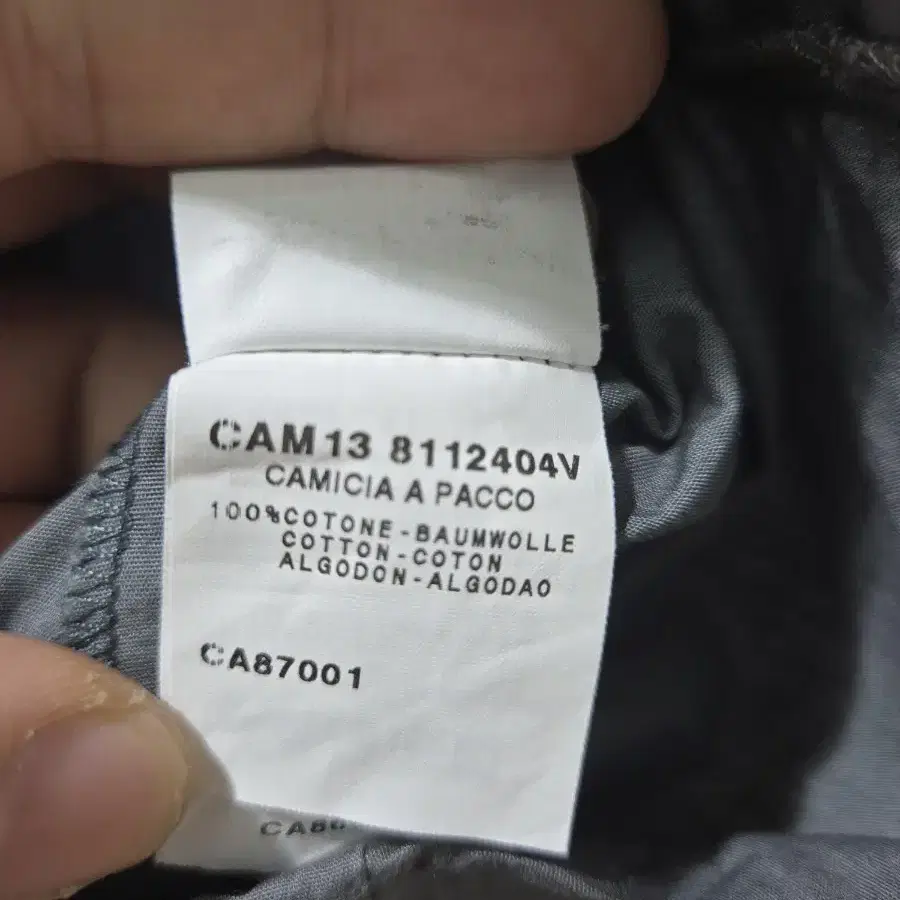 CAM13 8112404V
CAMICIA A PACCO
100%COTONE-BAUMWOLLE
COTTON-COTON
ALGODON-ALGODAO
CA87001